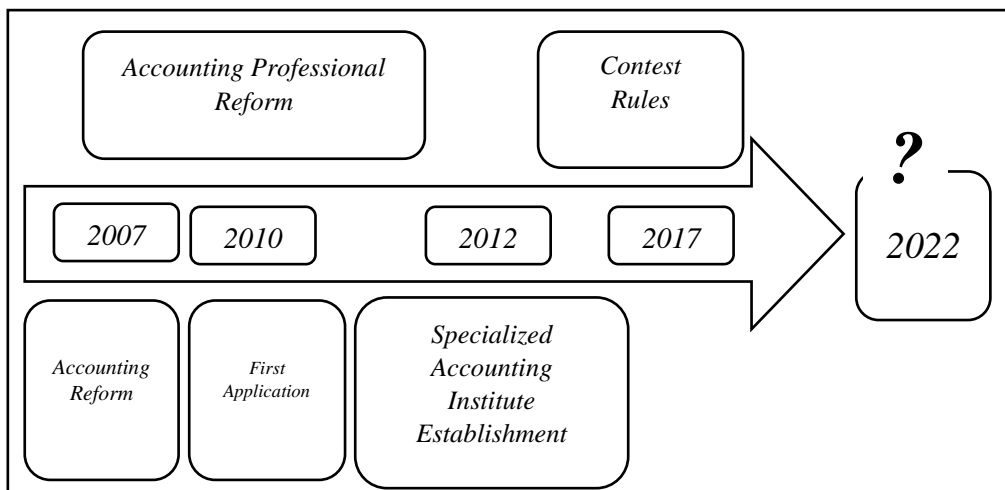 Accounting Professional
Reform
Contest
Rules
?
2007
2010
2012
2017
2022
Accounting
Reform
First
Application
Specialized
Accounting
Institute
Establishment